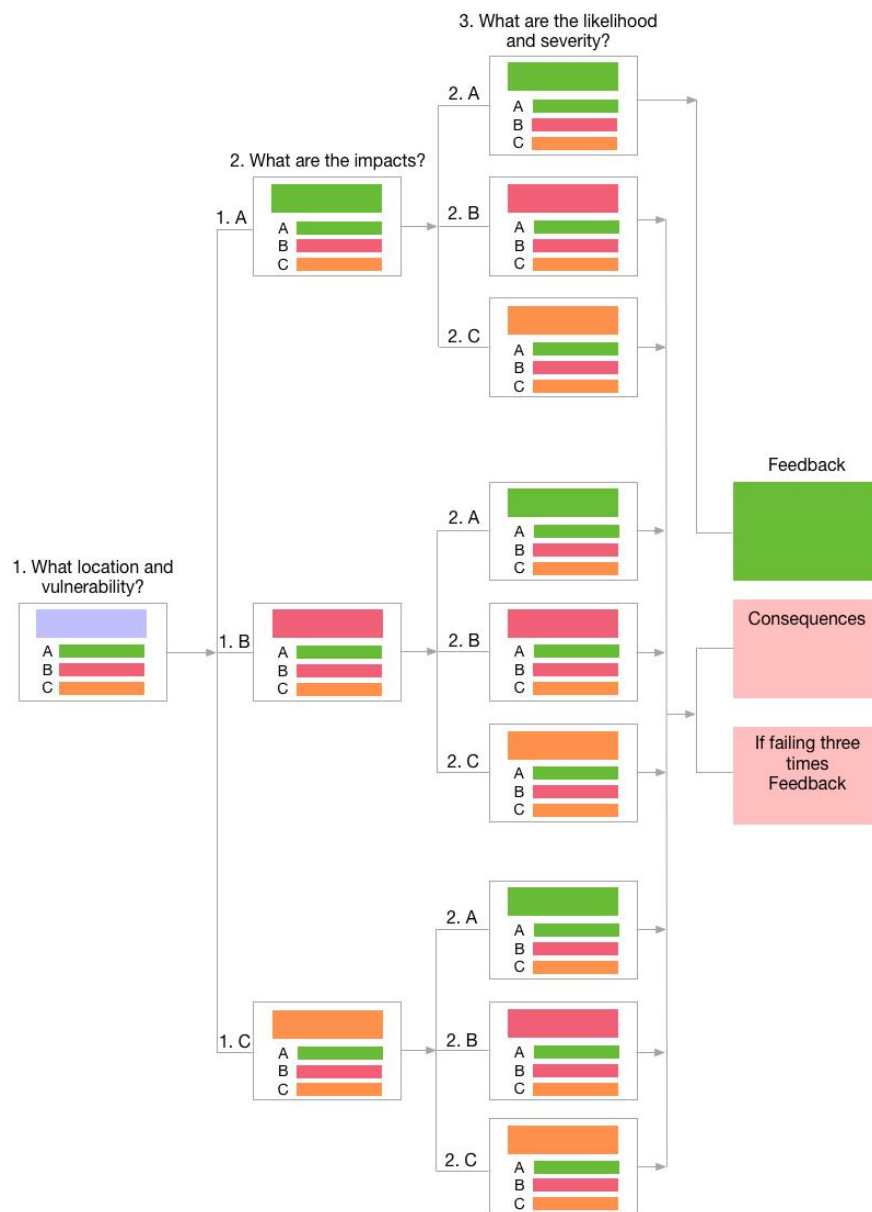 3. What are the likelihood
and severity?
2. A
A
B
C
2. What are the impacts?
1. A
A
B
C
2. B
A
B
C
2. C
A
B
C
Feedback
2. A
A
B
C
1. What location and
vulnerability?
A
B
C
1. B
A
B
C
2. B
A
B
C
Consequences
2. C
A
B
C
If failing three
times
Feedback
2. A
A
B
C
1. C
A
B
C
2. B
A
B
C
2. C
A
B
C